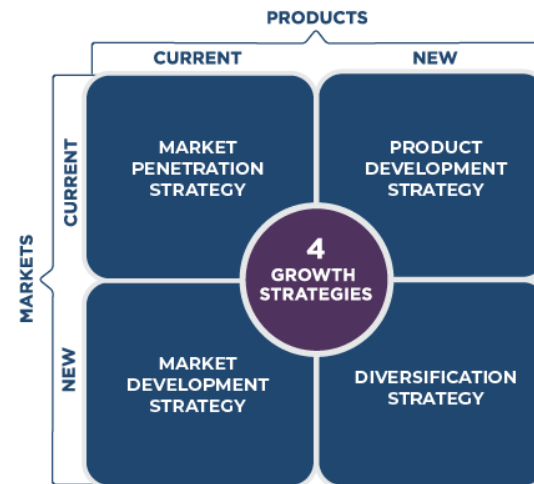 PRODUCTS
CURRENT
NEW
MARKETS
CURRENT
MARKET
PENETRATION
STRATEGY
PRODUCT
DEVELOPMENT
STRATEGY
4
GROWTH
STRATEGIES
NEW
MARKET
DEVELOPMENT
STRATEGY
DIVERSIFICATION
STRATEGY